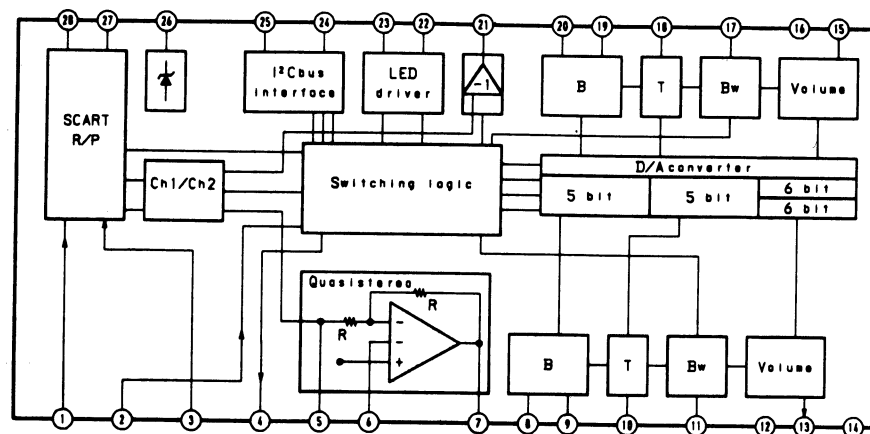 28 27 26 25 24 23 22 21 20 19 18 17 16 15
SCART
R/P
I²Cbus
interface
LED
driver
-1
B
T
Bw
Volume
Ch1/Ch2
Switching logic
D/Aconverter
5 bit
5 bit
6 bit
6 bit
Quasistereo
R
R
-
-
+
B
T
Bw
Volume
1 2 3 4 5 6 7 8 9 10 11 12 13 14